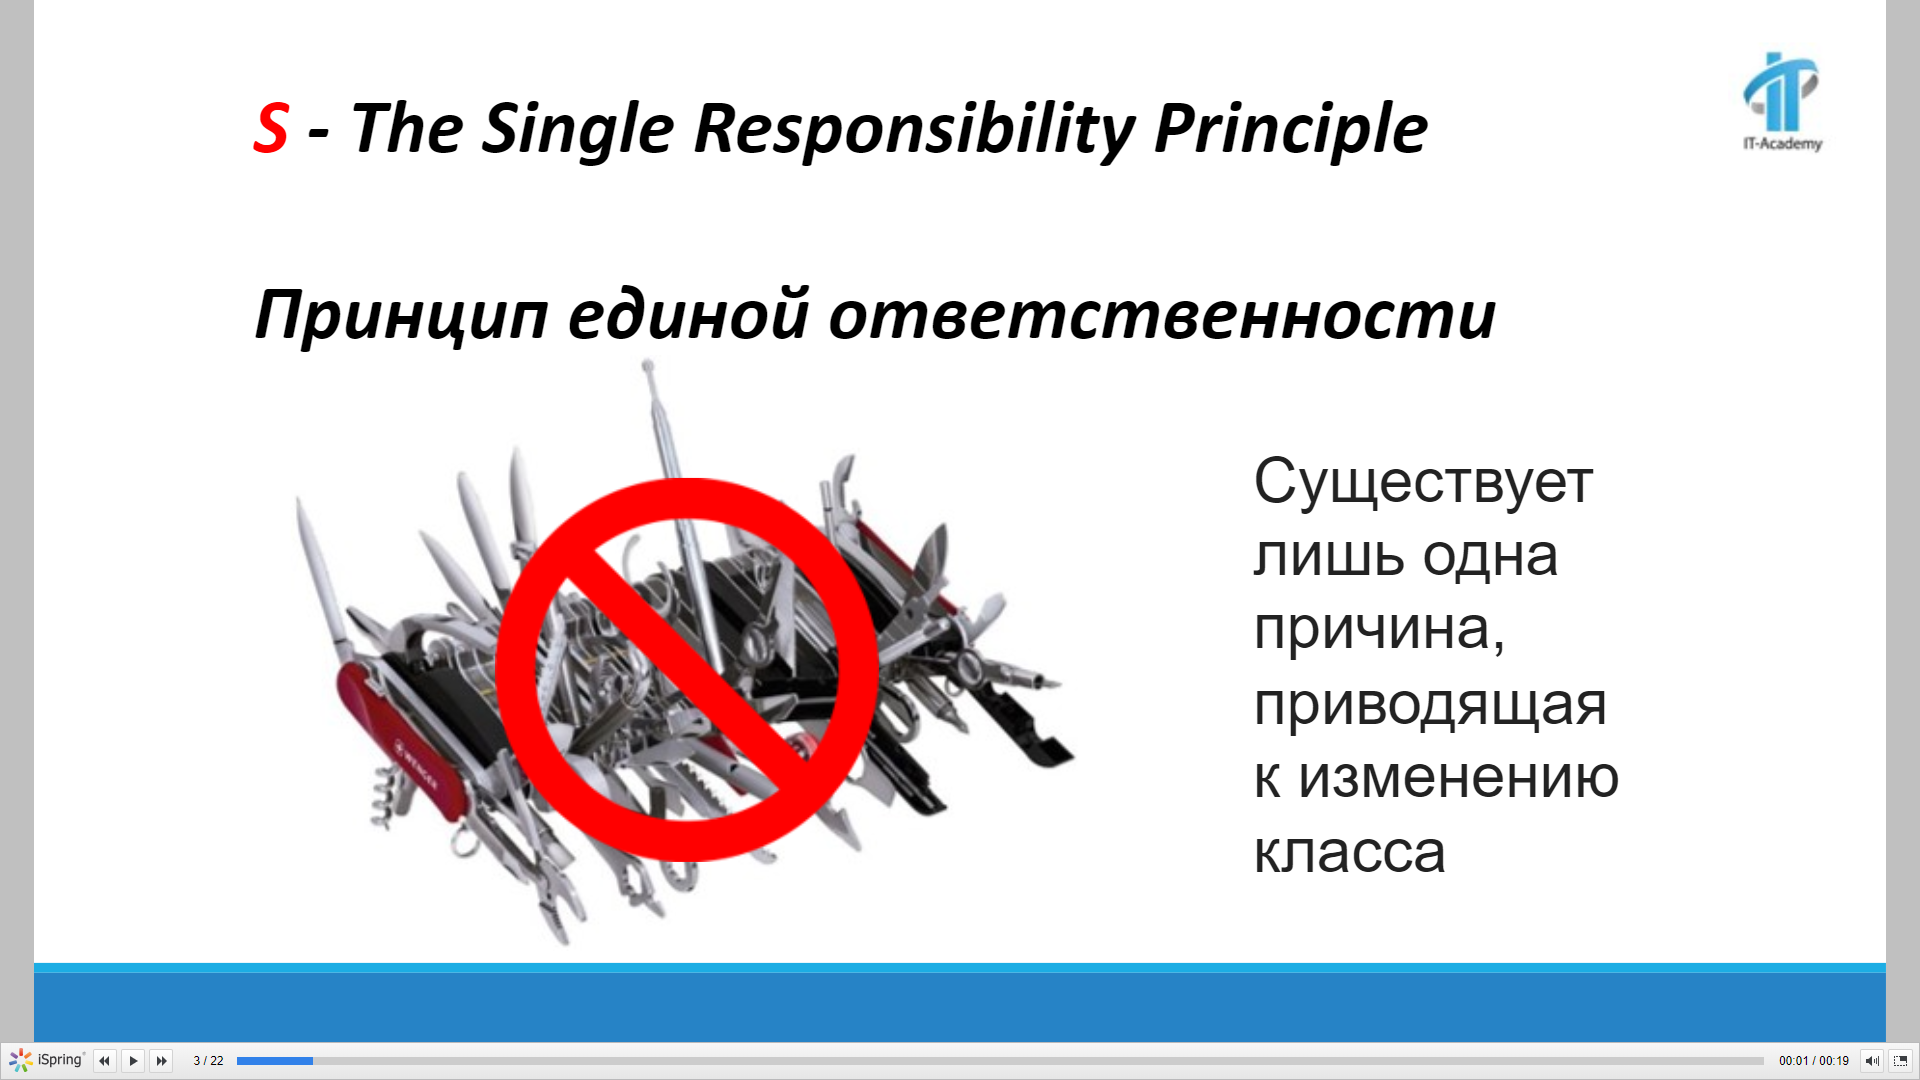 S - The Single Responsibility Principle
IT-Academy
Принцип единой ответственности
Существует
лишь одна
причина,
приводящая
к изменению
класса
WENGER
iSpring
3 / 22
00:01 / 00:19